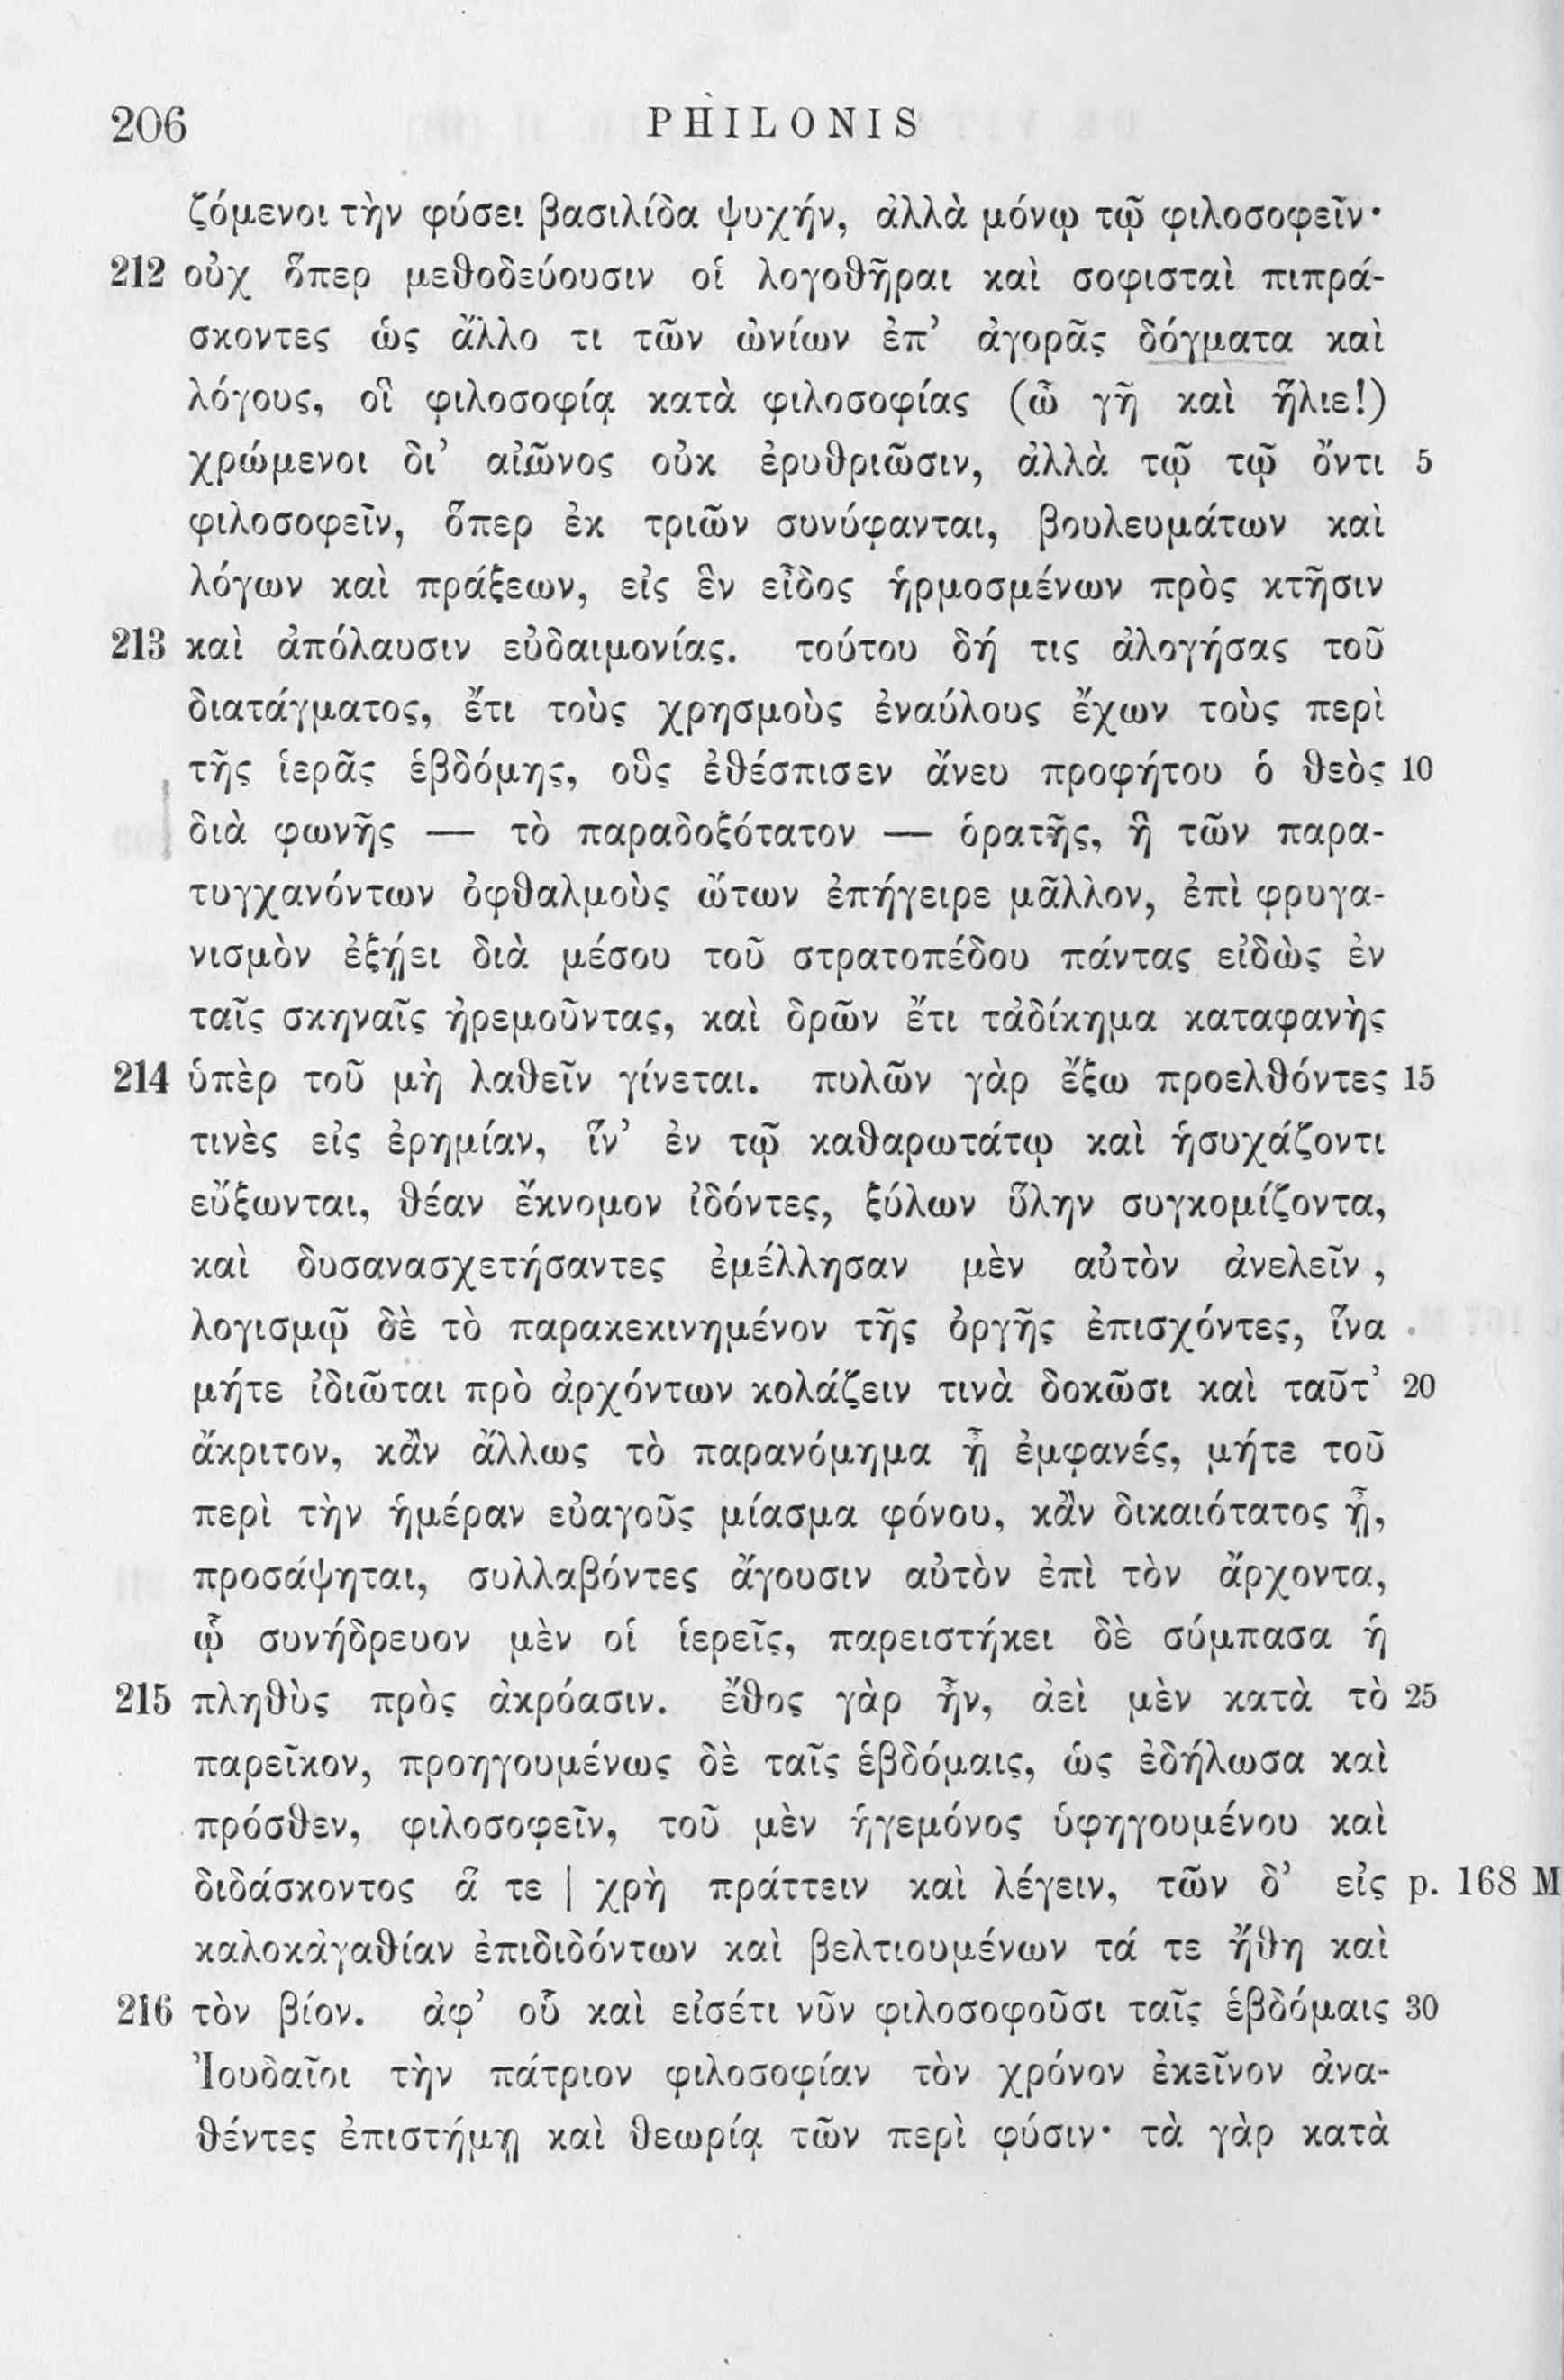 206 PHILONIS
ζόμενοι τὴν φύσει βασιλίδα ψυχήν, ἀλλὰ μόνῳ τῷ φιλοσοφεῖν·
212 οὐχ ὅπερ μεθοδεύουσιν οἱ λογοθῆραι καὶ σοφισταὶ πιπρά-
σκοντες ὡς ἄλλο τι τῶν ὠνίων ἐπ’ ἀγορᾶς δόγματα καὶ
λόγους, οἳ φιλοσοφίᾳ κατὰ φιλοσοφίας (ὦ γῆ καὶ ἥλιε!)
χρώμενοι δι’ αἰῶνος οὐκ ἐρυθριῶσιν, ἀλλὰ τῷ τῷ ὄντι 5
φιλοσοφεῖν, ὅπερ ἐκ τριῶν συνύφανται, βουλευμάτων καὶ
λόγων καὶ πράξεων, εἰς ἓν εἶδος ἡρμοσμένων πρὸς κτῆσιν
213 καὶ ἀπόλαυσιν εὐδαιμονίας. τούτου δή τις ἀλογήσας τοῦ
διατάγματος, ἔτι τοὺς χρησμοὺς ἐναύλους ἔχων τοὺς περὶ
τῆς ἱερᾶς ἑβδόμης, οὓς ἐθέσπισεν ἄνευ προφήτου ὁ θεὸς 10
διὰ φωνῆς — τὸ παραδοξότατον — ὁρατῆς, ἣ τῶν παρα-
τυγχανόντων ὀφθαλμοὺς ὤτων ἐπήγειρε μᾶλλον, ἐπὶ φρυγα-
νισμὸν ἐξῄει διὰ μέσου τοῦ στρατοπέδου πάντας εἰδὼς ἐν
ταῖς σκηναῖς ἠρεμοῦντας, καὶ δρῶν ἔτι τἀδίκημα καταφανὴς
214 ὑπὲρ τοῦ μὴ λαθεῖν γίνεται. πυλῶν γὰρ ἔξω προελθόντες 15
τινὲς εἰς ἐρημίαν, ἵν’ ἐν τῷ καθαρωτάτῳ καὶ ἡσυχάζοντι
εὔξωνται, θέαν ἔκνομον ἰδόντες, ξύλων ὕλην συγκομίζοντα,
καὶ δυσανασχετήσαντες ἐμέλλησαν μὲν αὐτὸν ἀνελεῖν,
λογισμῷ δὲ τὸ παρακεκινημένον τῆς ὀργῆς ἐπισχόντες, ἵνα
μήτε ἰδιῶται πρὸ ἀρχόντων κολάζειν τινὰ δοκῶσι καὶ ταῦτ’ 20
ἄκριτον, κἂν ἄλλως τὸ παρανόμημα ᾖ ἐμφανές, μήτε τοῦ
περὶ τὴν ἡμέραν εὐαγοῦς μίασμα φόνου, κἂν δικαιότατος ᾖ,
προσάψηται, συλλαβόντες ἄγουσιν αὐτὸν ἐπὶ τὸν ἄρχοντα,
ᾧ συνήδρευον μὲν οἱ ἱερεῖς, παρειστήκει δὲ σύμπασα ἡ
215 πληθὺς πρὸς ἀκρόασιν. ἔθος γὰρ ἦν, ἀεὶ μὲν κατὰ τὸ 25
παρεῖκον, προηγουμένως δὲ ταῖς ἑβδόμαις, ὡς ἐδήλωσα καὶ
πρόσθεν, φιλοσοφεῖν, τοῦ μὲν ἡγεμόνος ὑφηγουμένου καὶ
διδάσκοντος ἅ τε | χρὴ πράττειν καὶ λέγειν, τῶν δ’ εἰς p. 168 M
καλοκἀγαθίαν ἐπιδιδόντων καὶ βελτιουμένων τά τε ἤθη καὶ
216 τὸν βίον. ἀφ’ οὗ καὶ εἰσέτι νῦν φιλοσοφοῦσι ταῖς ἑβδόμαις 30
Ἰουδαῖοι τὴν πάτριον φιλοσοφίαν τὸν χρόνον ἐκεῖνον ἀνα-
θέντες ἐπιστήμῃ καὶ θεωρίᾳ τῶν περὶ φύσιν· τὰ γὰρ κατὰ